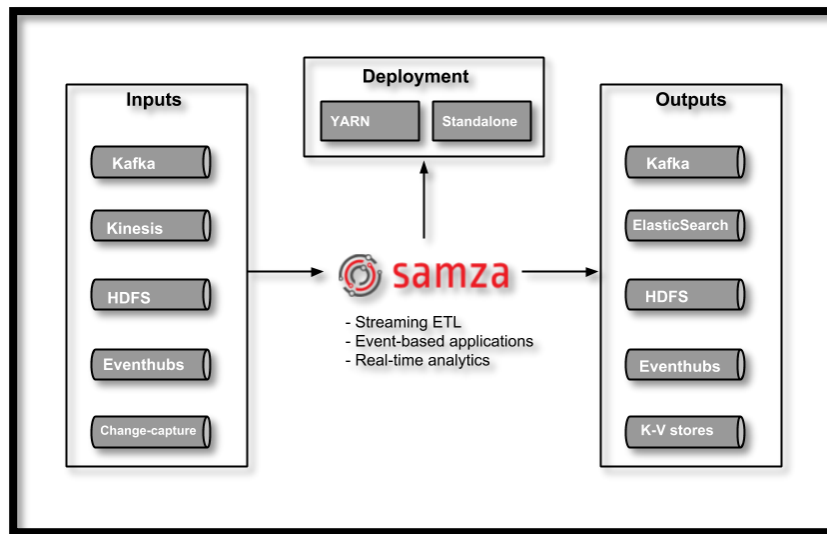 Deployment
YARN
Standalone
Inputs
Kafka
Kinesis
HDFS
Eventhubs
Change-capture
samza
- Streaming ETL
- Event-based applications
- Real-time analytics
Outputs
Kafka
ElasticSearch
HDFS
Eventhubs
K-V stores